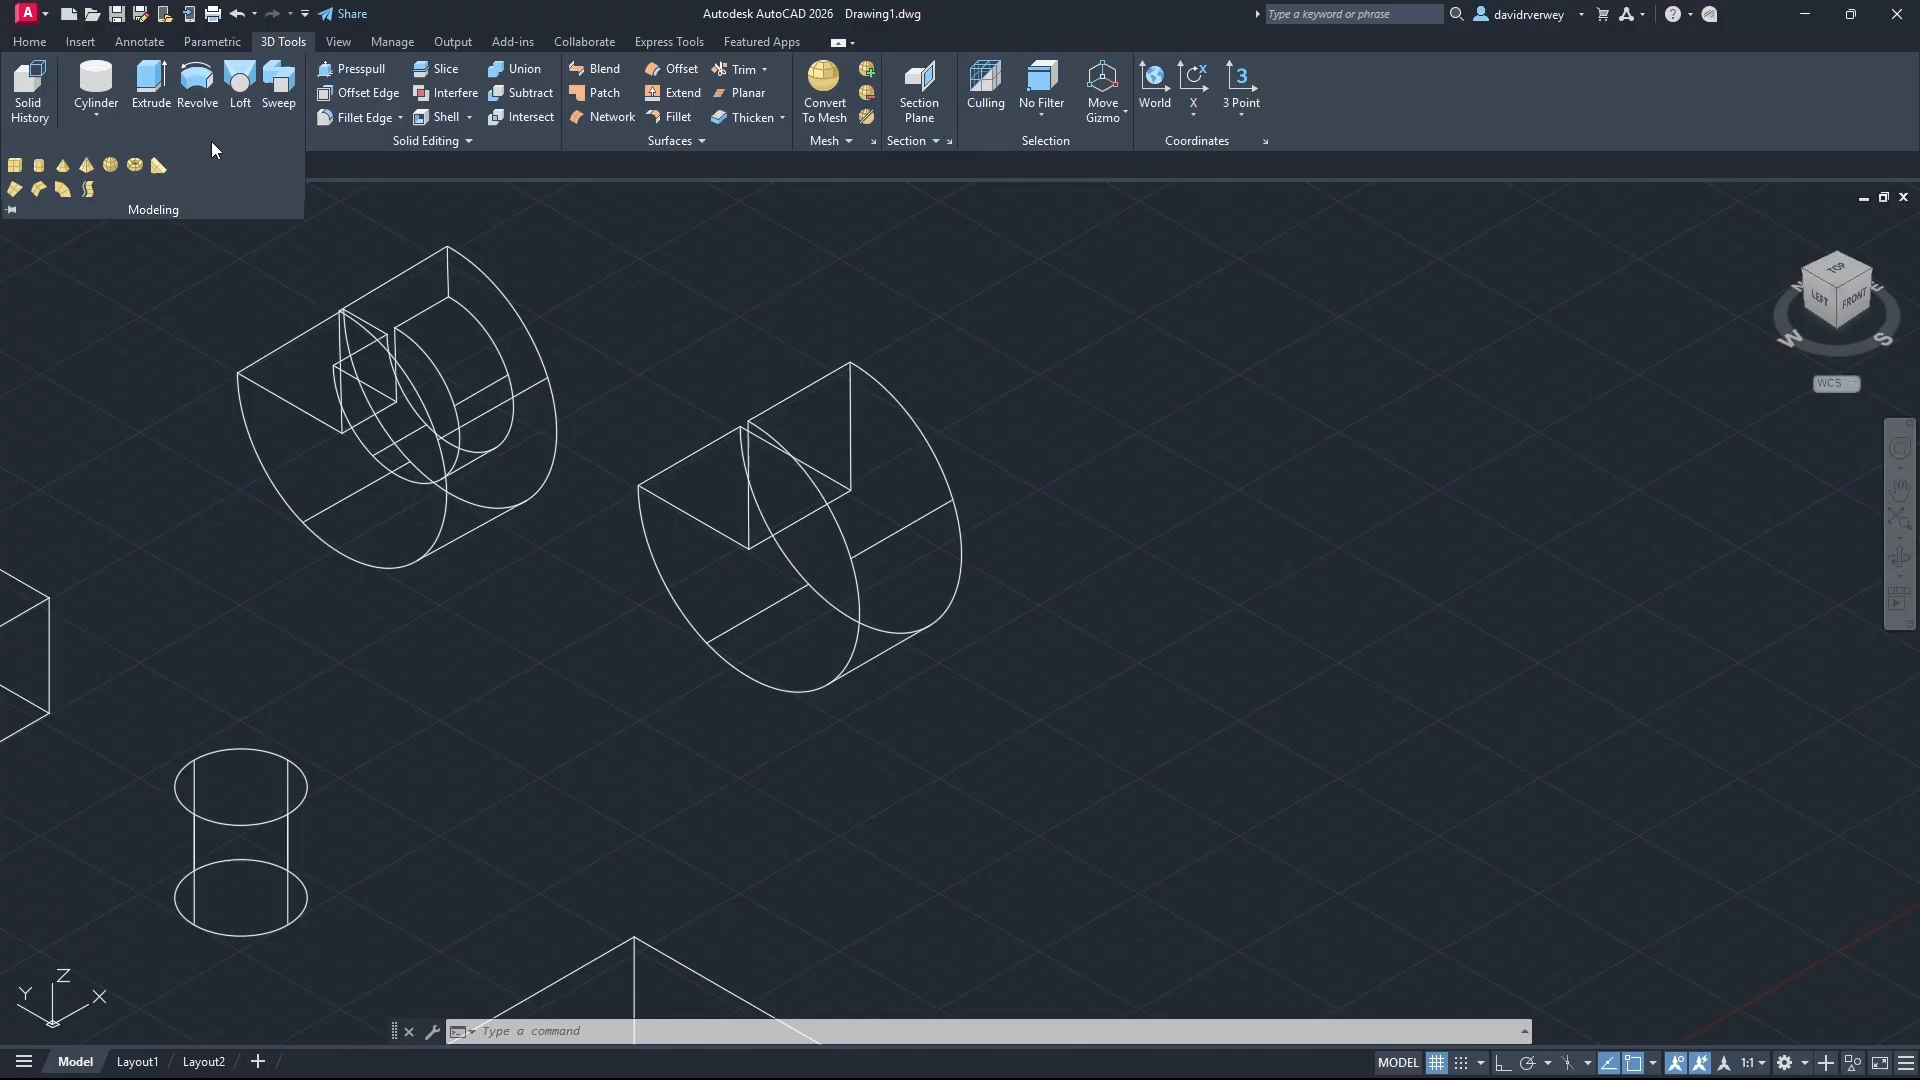 Share
Autodesk AutoCAD 2026 Drawing1.dwg
Type a keyword or phrase
davidrverwey
Home Insert Annotate Parametric 3D Tools View Manage Output Add-ins Collaborate Express Tools Featured Apps
Solid History
Cylinder
Extrude
Revolve
Loft
Sweep
Modeling
Presspull
Offset Edge
Fillet Edge
Slice
Interfere
Shell
Union
Subtract
Intersect
Solid Editing
Blend
Patch
Network
Offset
Extend
Fillet
Trim
Planar
Thicken
Surfaces
Convert To Mesh
Mesh
Section Plane
Section
Culling
No Filter
Move Gizmo
Selection
World
X
3
3 Point
Coordinates
TOP
LEFT
FRONT
N
E
W
S
WCS
Z
Y
X
Type a command
Model Layout1 Layout2
MODEL
1:1